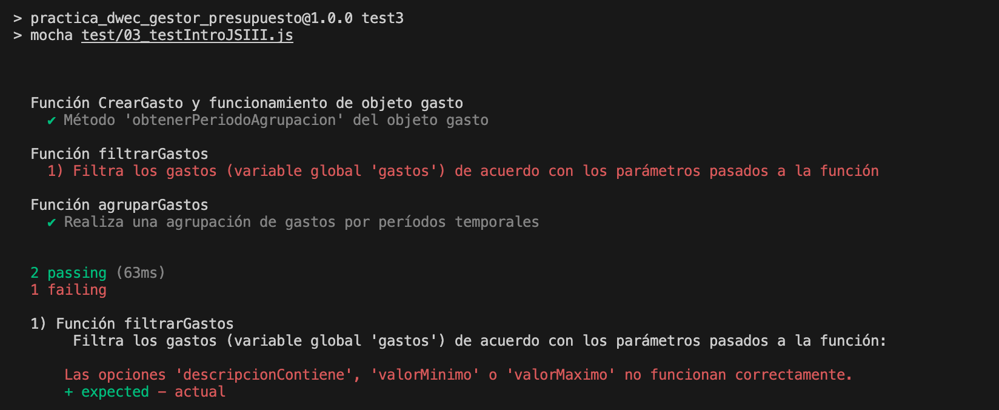 > practica_dwec_gestor_presupuesto@1.0.0 test3
> mocha test/03_testIntroJSIII.js
Función CrearGasto y funcionamiento de objeto gasto
✔ Método 'obtenerPeriodoAgrupacion' del objeto gasto
Función filtrarGastos
1) Filtra los gastos (variable global 'gastos') de acuerdo con los parámetros pasados a la función
Función agruparGastos
✔ Realiza una agrupación de gastos por períodos temporales
2 passing (63ms)
1 failing
1) Función filtrarGastos
Filtra los gastos (variable global 'gastos') de acuerdo con los parámetros pasados a la función:
Las opciones 'descripcionContiene', 'valorMinimo' o 'valorMaximo' no funcionan correctamente.
+ expected - actual